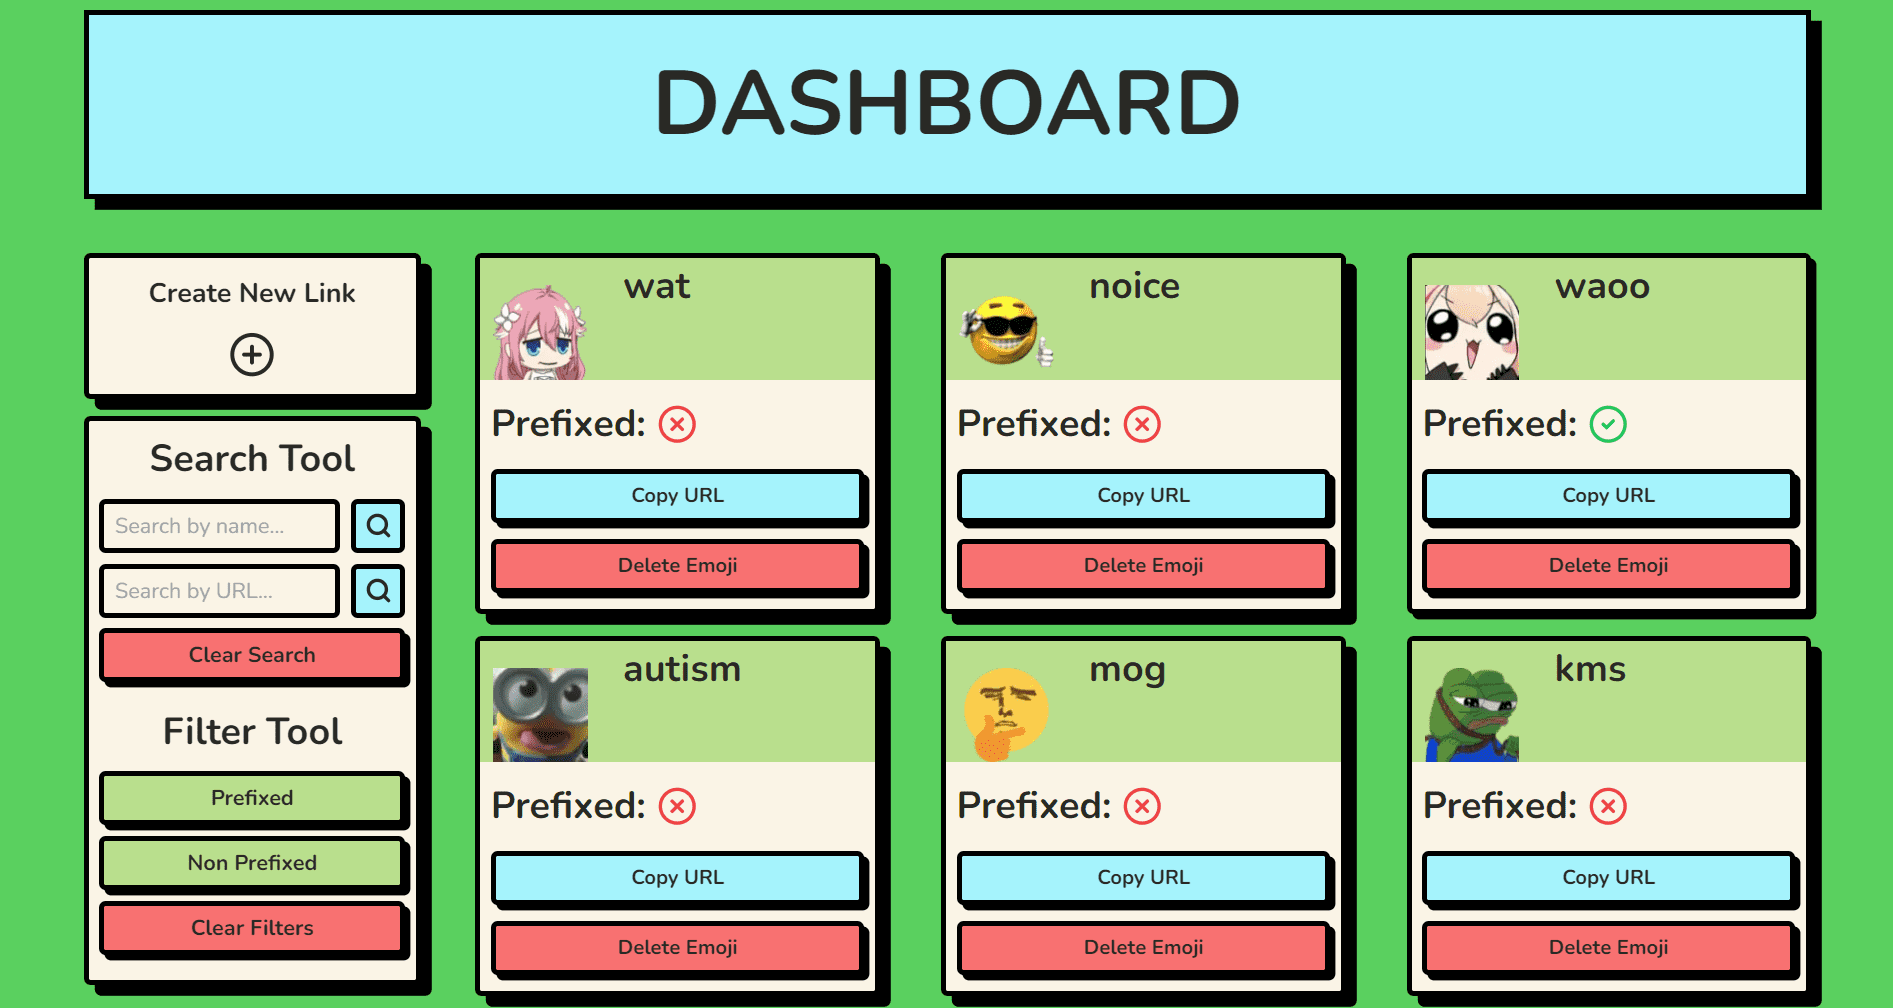 DASHBOARD
Create New Link
Search Tool
Search by name...
Search by URL...
Clear Search
Filter Tool
Prefixed
Non Prefixed
Clear Filters
wat
Prefixed:
Copy URL
Delete Emoji
noice
Prefixed:
Copy URL
Delete Emoji
waoo
Prefixed:
Copy URL
Delete Emoji
autism
Prefixed:
Copy URL
Delete Emoji
mog
Prefixed:
Copy URL
Delete Emoji
kms
Prefixed:
Copy URL
Delete Emoji